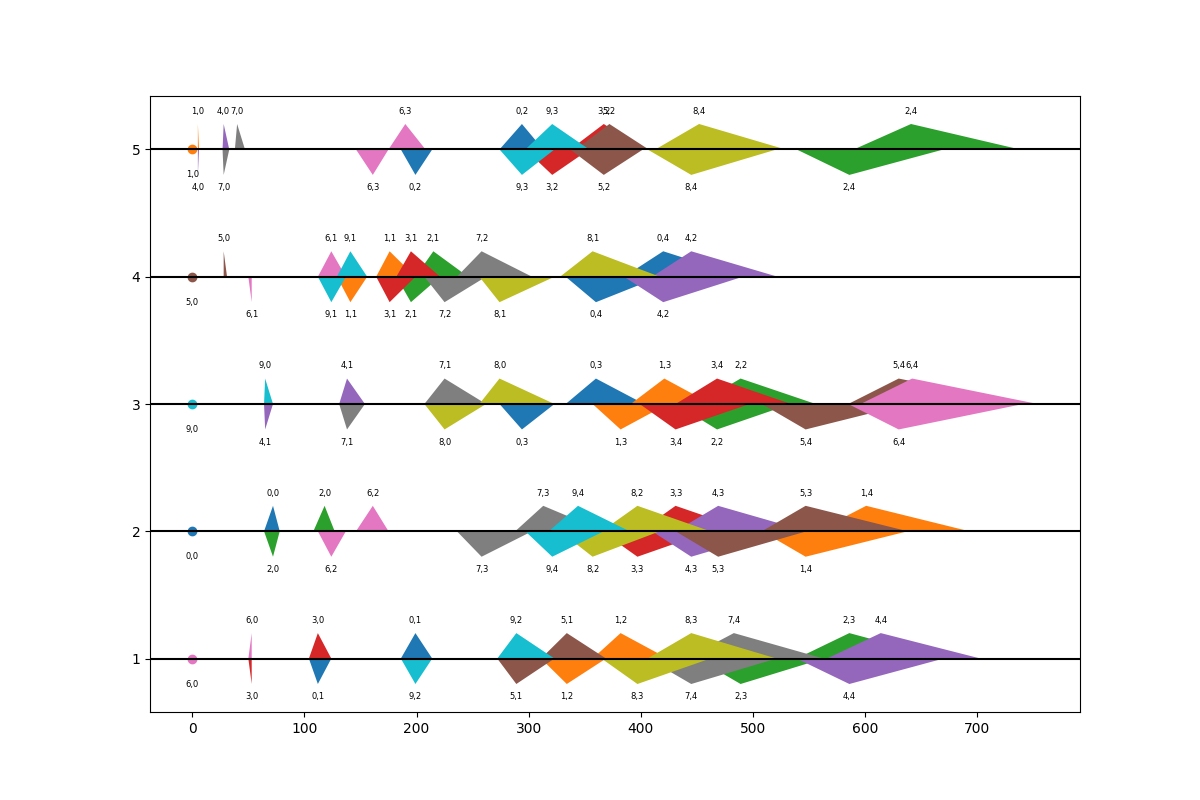 1,0 4,0 7,0 6,3 0,2 9,3 3,2 5,2 8,4 2,4
5
1,0
4,0 7,0 6,3 0,2 9,3 3,2 5,2 8,4 2,4
5,0 6,1 9,1 1,1 3,1 2,1 7,2 8,1 0,4 4,2
4
5,0
6,1 9,1 1,1 3,1 2,1 7,2 8,1 0,4 4,2
9,0 4,1 7,1 8,0 0,3 1,3 3,4 2,2 5,4 6,4
3
9,0
4,1 7,1 8,0 0,3 1,3 3,4 2,2 5,4 6,4
0,0 2,0 6,2 7,3 9,4 8,2 3,3 4,3 5,3 1,4
2
0,0
2,0 6,2 7,3 9,4 8,2 3,3 4,3 5,3 1,4
6,0 3,0 0,1 9,2 5,1 1,2 8,3 7,4 2,3 4,4
1
6,0
3,0 0,1 9,2 5,1 1,2 8,3 7,4 2,3 4,4
0 100 200 300 400 500 600 700